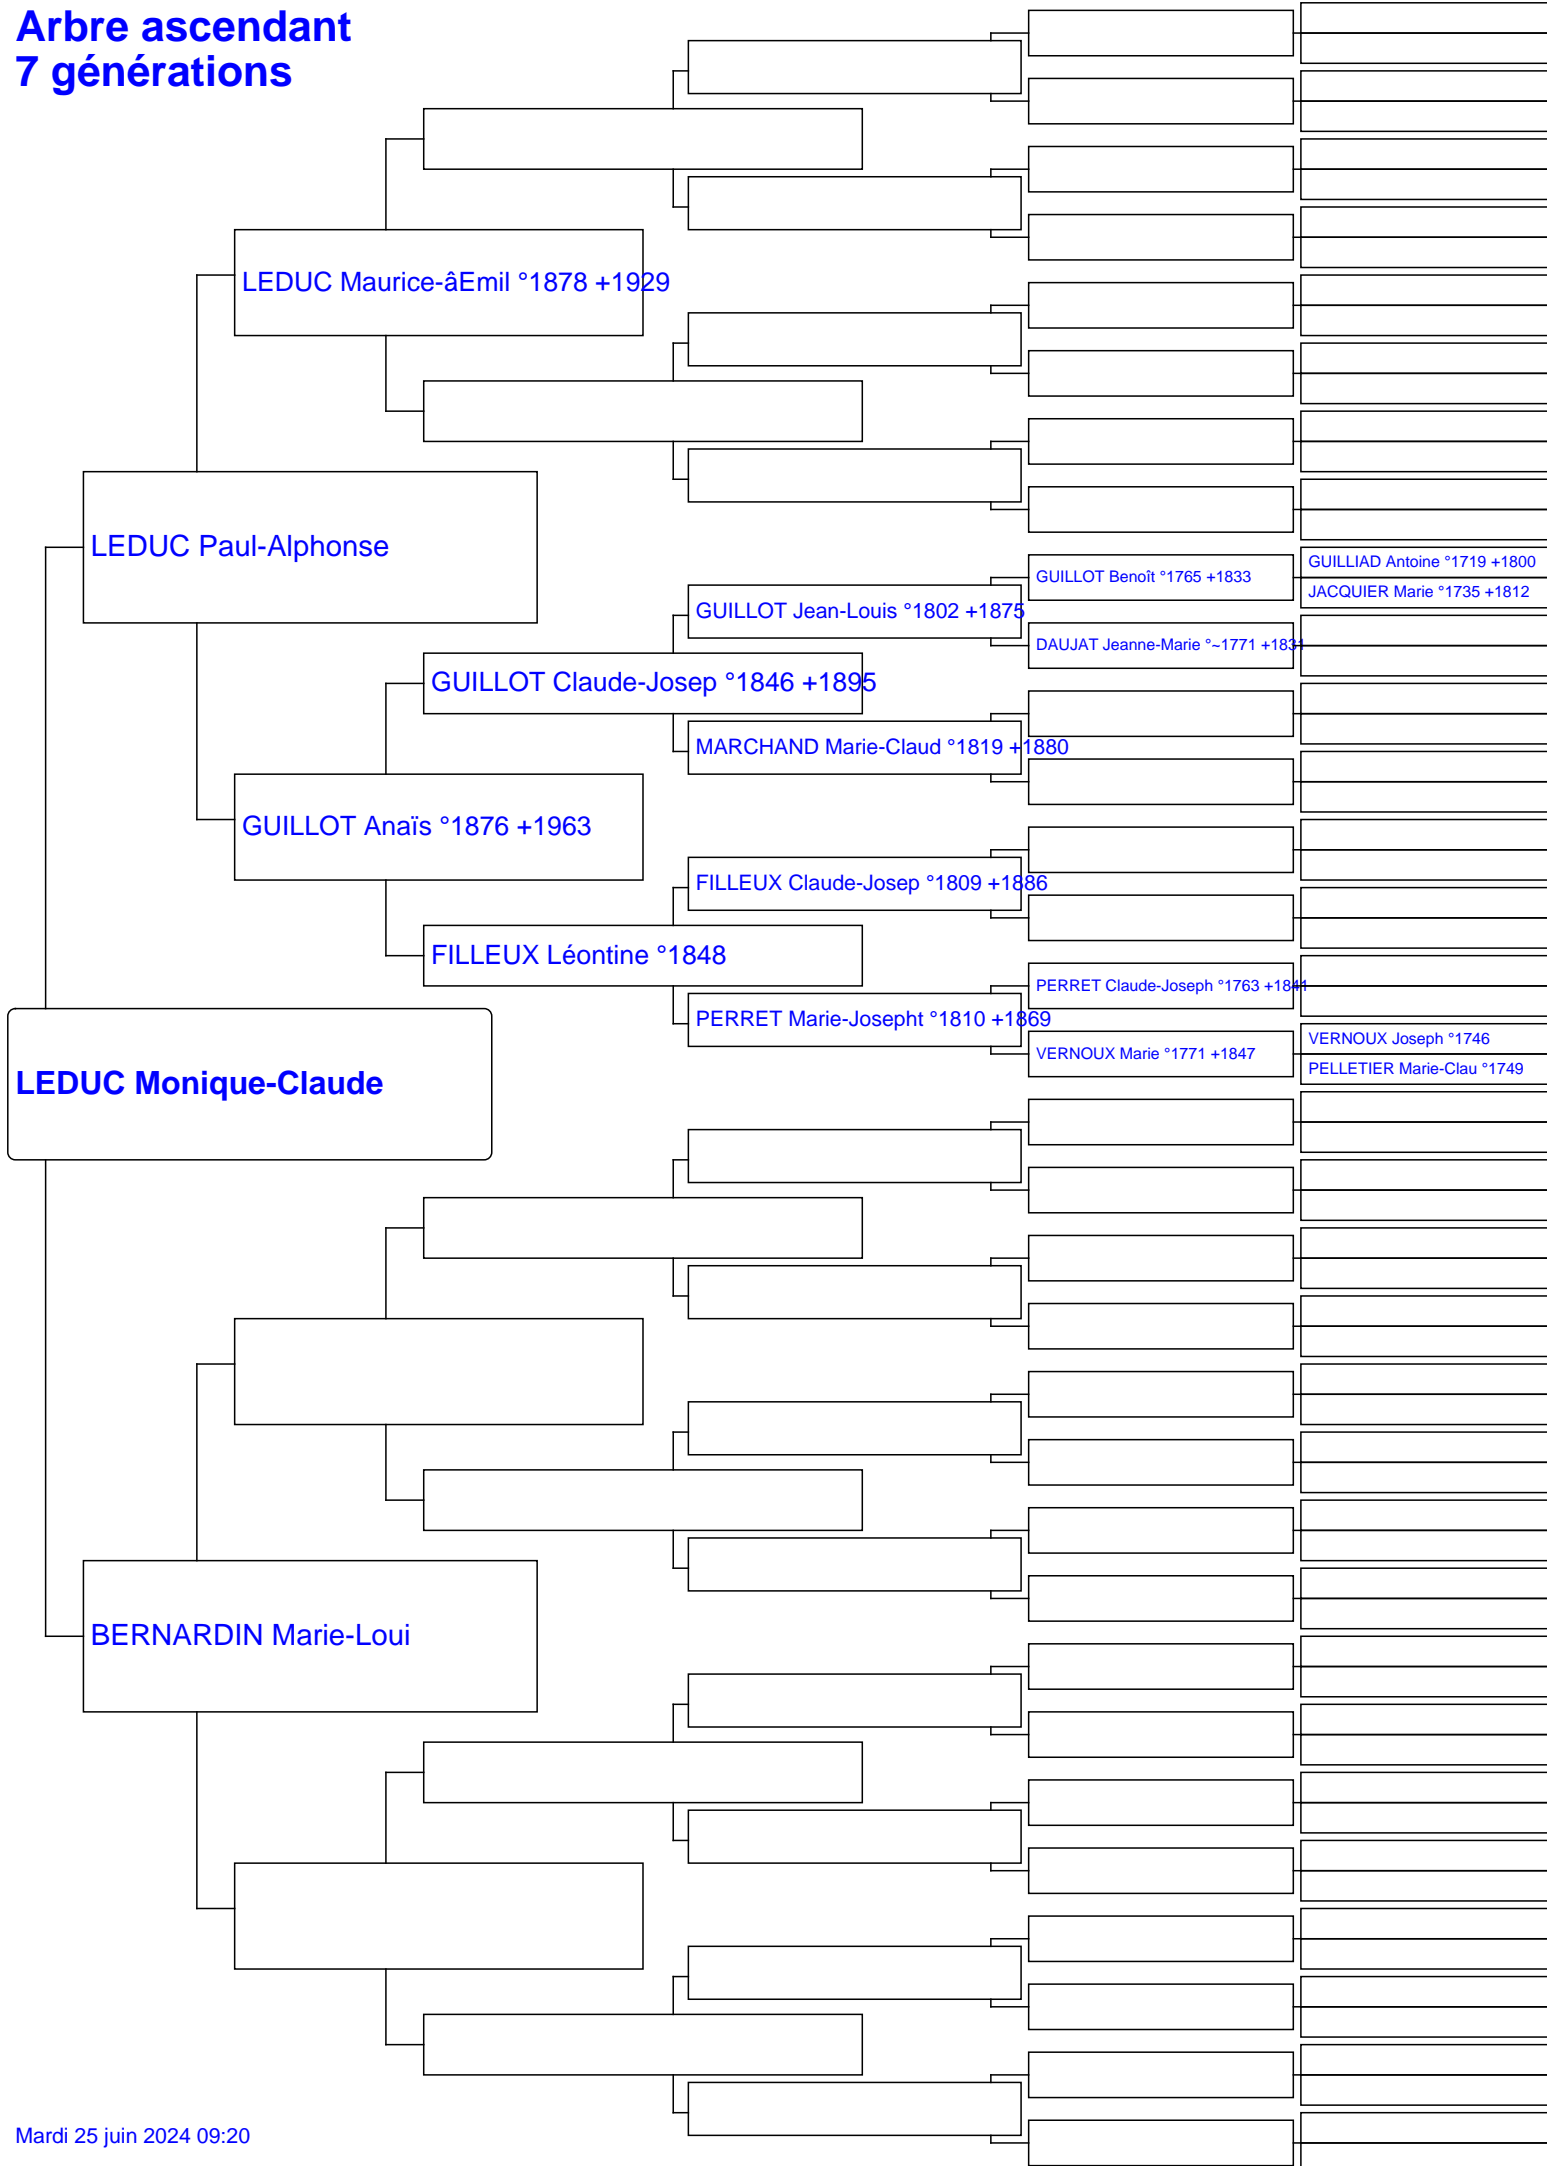 Arbre ascendant
7 générations
LEDUC Maurice-âEmil °1878 +1929
LEDUC Paul-Alphonse
GUILLIAD Antoine °1719 +1800
GUILLOT Benoît °1765 +1833
JACQUIER Marie °1735 +1812
GUILLOT Jean-Louis °1802 +1875
DAUJAT Jeanne-Marie °~1771 +1831
GUILLOT Claude-Josep °1846 +1895
MARCHAND Marie-Claud °1819 +1880
GUILLOT Anaïs °1876 +1963
FILLEUX Claude-Josep °1809 +1886
FILLEUX Léontine °1848
PERRET Claude-Joseph °1763 +1841
PERRET Marie-Josepht °1810 +1869
VERNOUX Joseph °1746
VERNOUX Marie °1771 +1847
PELLETIER Marie-Clau °1749
LEDUC Monique-Claude
BERNARDIN Marie-Loui
Mardi 25 juin 2024 09:20